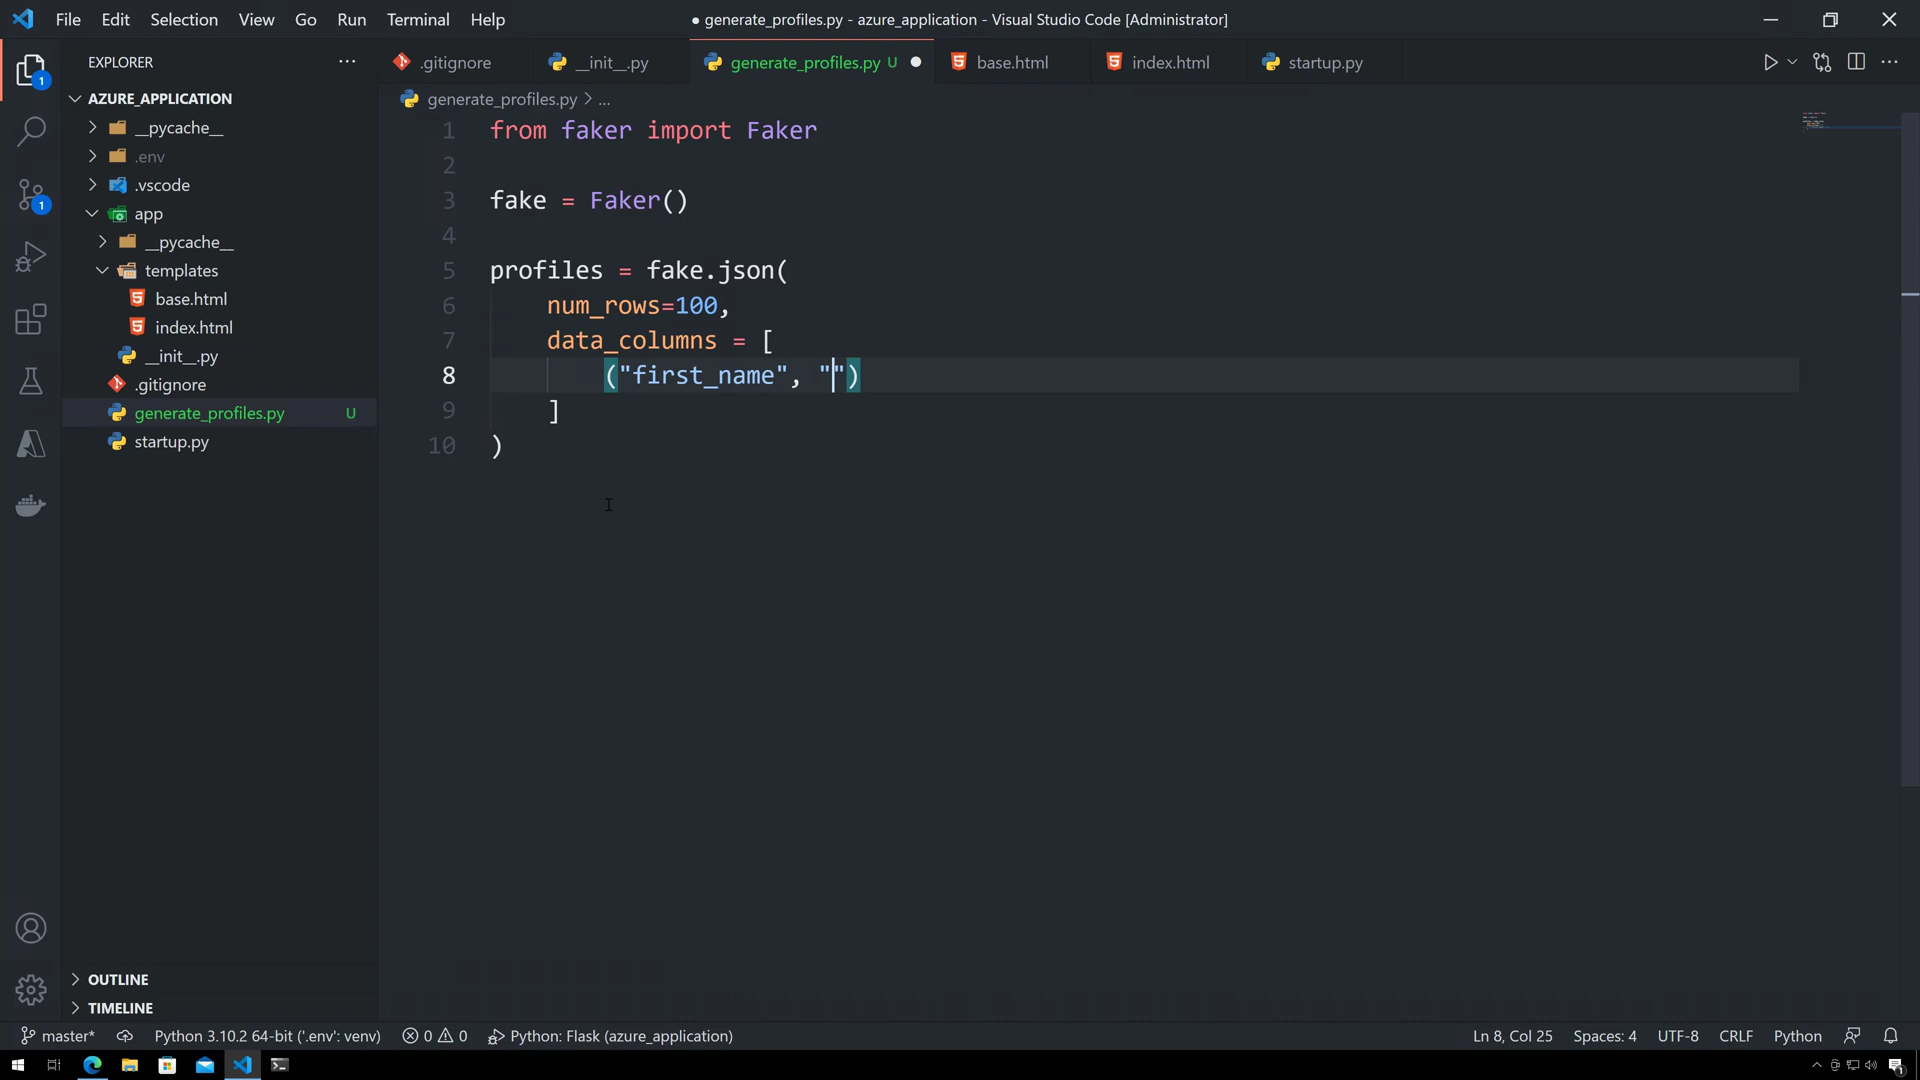 File Edit Selection View Go Run Terminal Help
● generate_profiles.py - azure_application - Visual Studio Code [Administrator]
EXPLORER
.gitignore
__init__.py
generate_profiles.py U
base.html
index.html
startup.py
AZURE_APPLICATION
__pycache__
.env
.vscode
app
__pycache__
templates
base.html
index.html
__init__.py
.gitignore
generate_profiles.py U
startup.py
OUTLINE
TIMELINE
generate_profiles.py > ...
1 from faker import Faker
2
3 fake = Faker()
4
5 profiles = fake.json(
6 num_rows=100,
7 data_columns = [
8 ("first_name", "")
9 ]
10 )
1
1
master* Python 3.10.2 64-bit ('.env': venv) 0 0 Python: Flask (azure_application) Ln 8, Col 25 Spaces: 4 UTF-8 CRLF Python
1